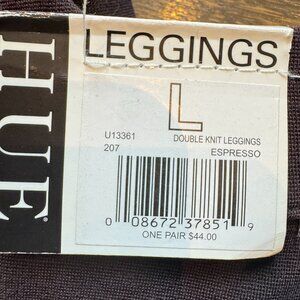 HUE
LEGGINGS
L
U13361 DOUBLE KNIT LEGGINGS
207 ESPRESSO
0 08672 37851 9
ONE PAIR $44.00